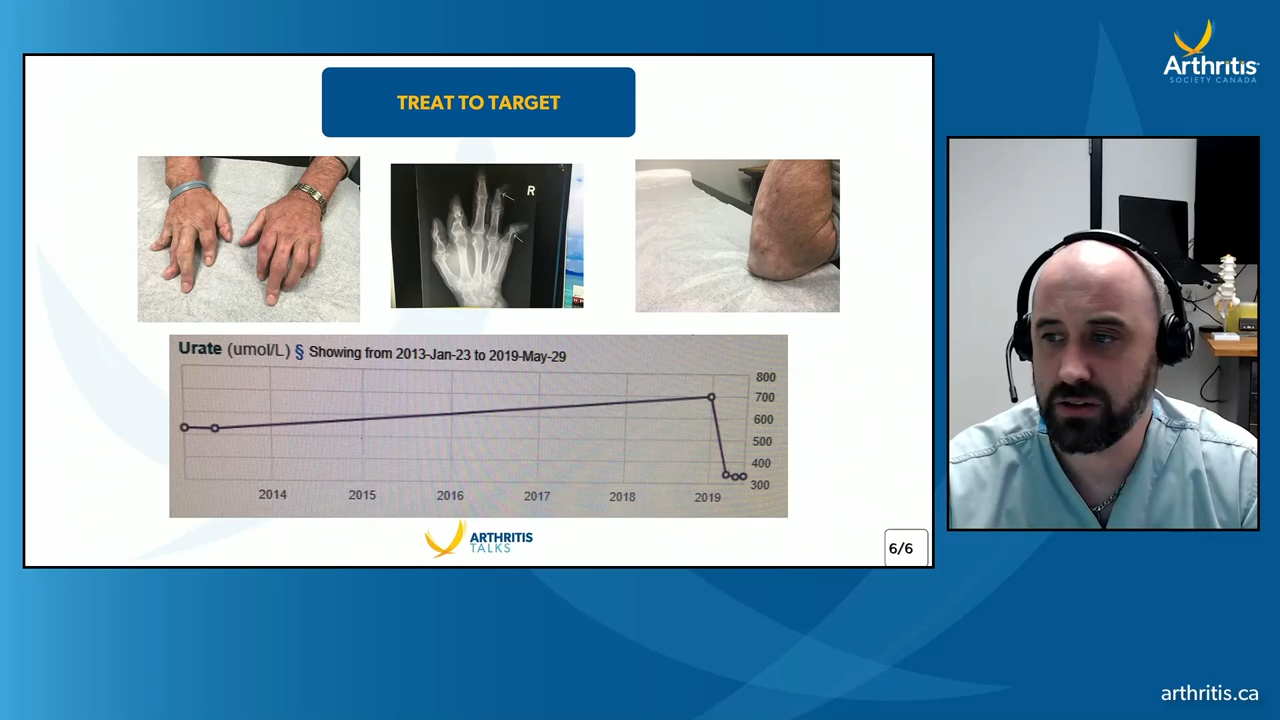 Arthritis
SOCIETY CANADA
TREAT TO TARGET
R
Urate (umol/L) § Showing from 2013-Jan-23 to 2019-May-29
800
700
600
500
400
300
2014 2015 2016 2017 2018 2019
ARTHRITIS
TALKS
6/6
arthritis.ca